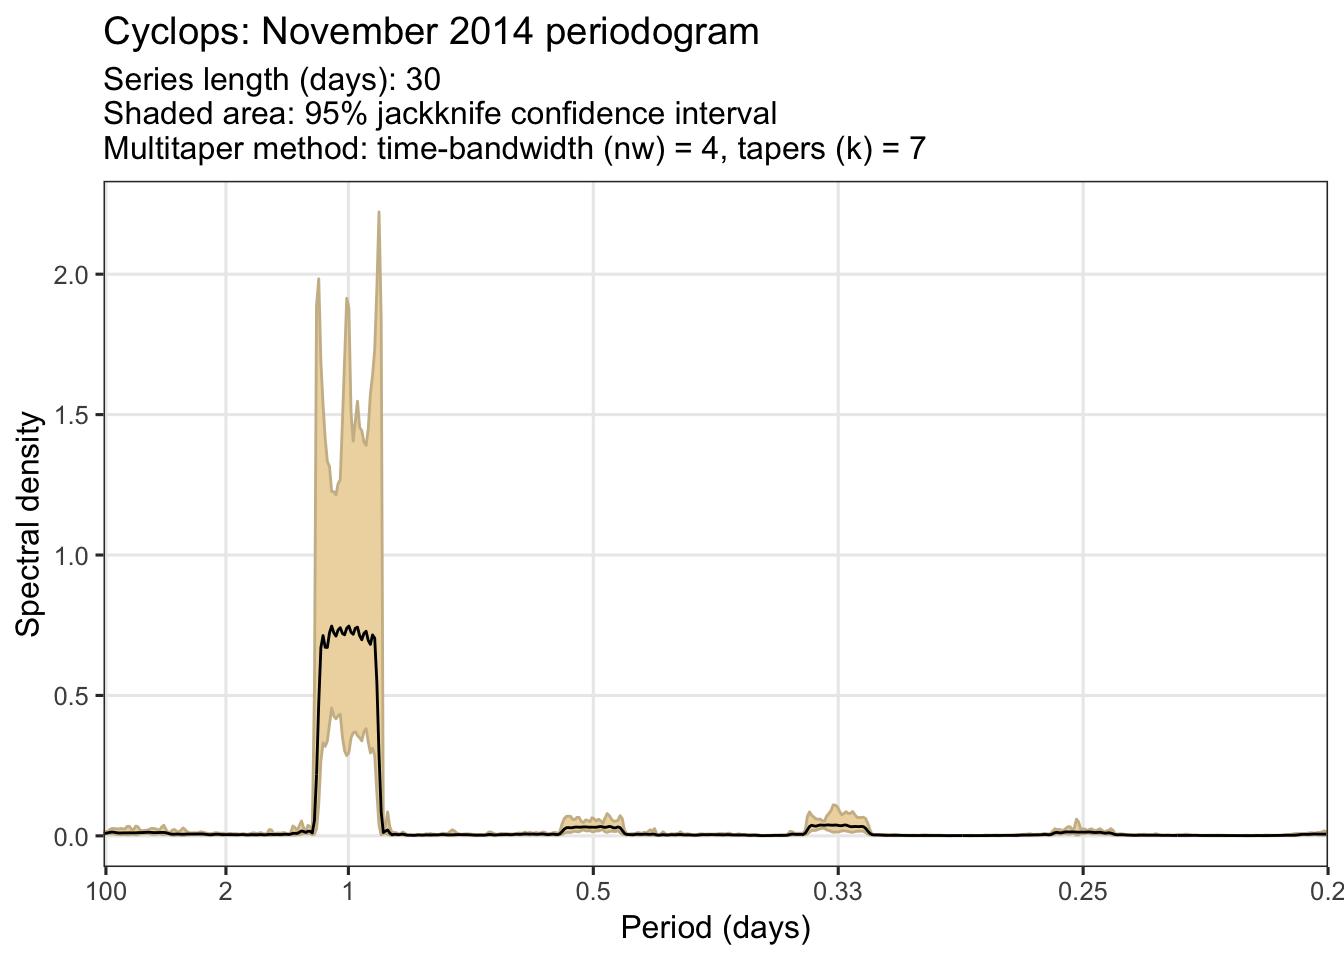 Cyclops: November 2014 periodogram
Series length (days): 30
Shaded area: 95% jackknife confidence interval
Multitaper method: time-bandwidth (nw) = 4, tapers (k) = 7
Spectral density
2.0
1.5
1.0
0.5
0.0
100 2 1 0.5 0.33 0.25 0.2
Period (days)